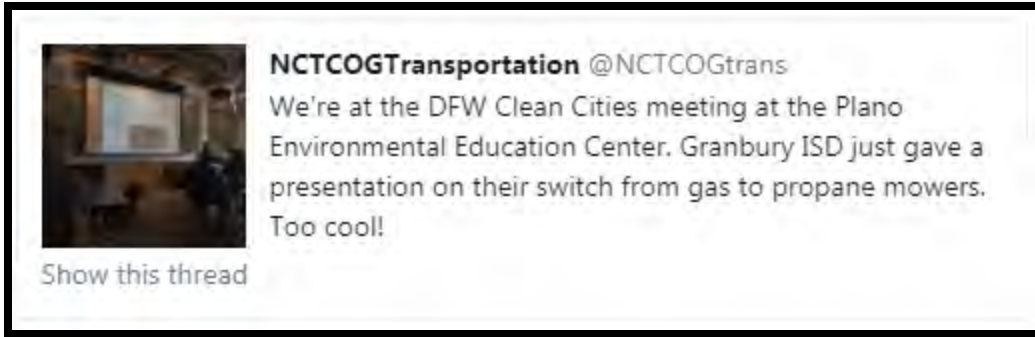 NCTCOGTransportation @NCTCOGtrans
We're at the DFW Clean Cities meeting at the Plano
Environmental Education Center. Granbury ISD just gave a
presentation on their switch from gas to propane mowers.
Too cool!
Show this thread